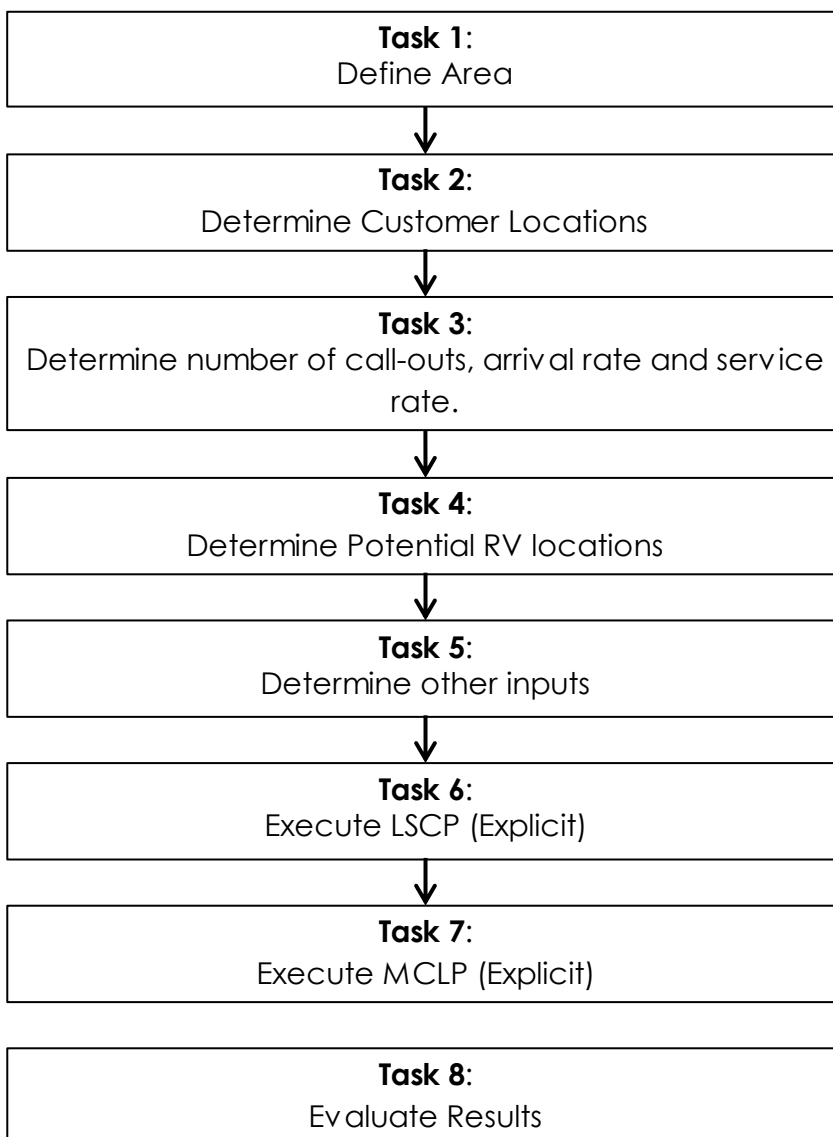 Task 1:
Define Area
Task 2:
Determine Customer Locations
Task 3:
Determine number of call-outs, arrival rate and service
rate.
Task 4:
Determine Potential RV locations
Task 5:
Determine other inputs
Task 6:
Execute LSCP (Explicit)
Task 7:
Execute MCLP (Explicit)
Task 8:
Evaluate Results